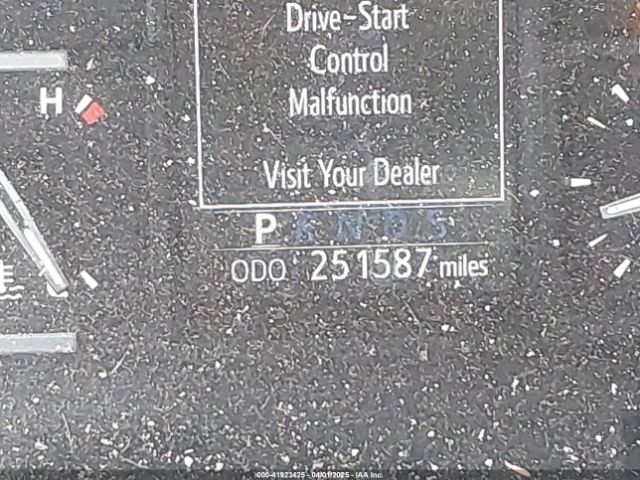 Drive-Start
Control
Malfunction
Visit Your Dealer
H
P R N D S
ODO 251587 miles
000-41923425 - 04/01/2025 - IAA Inc.